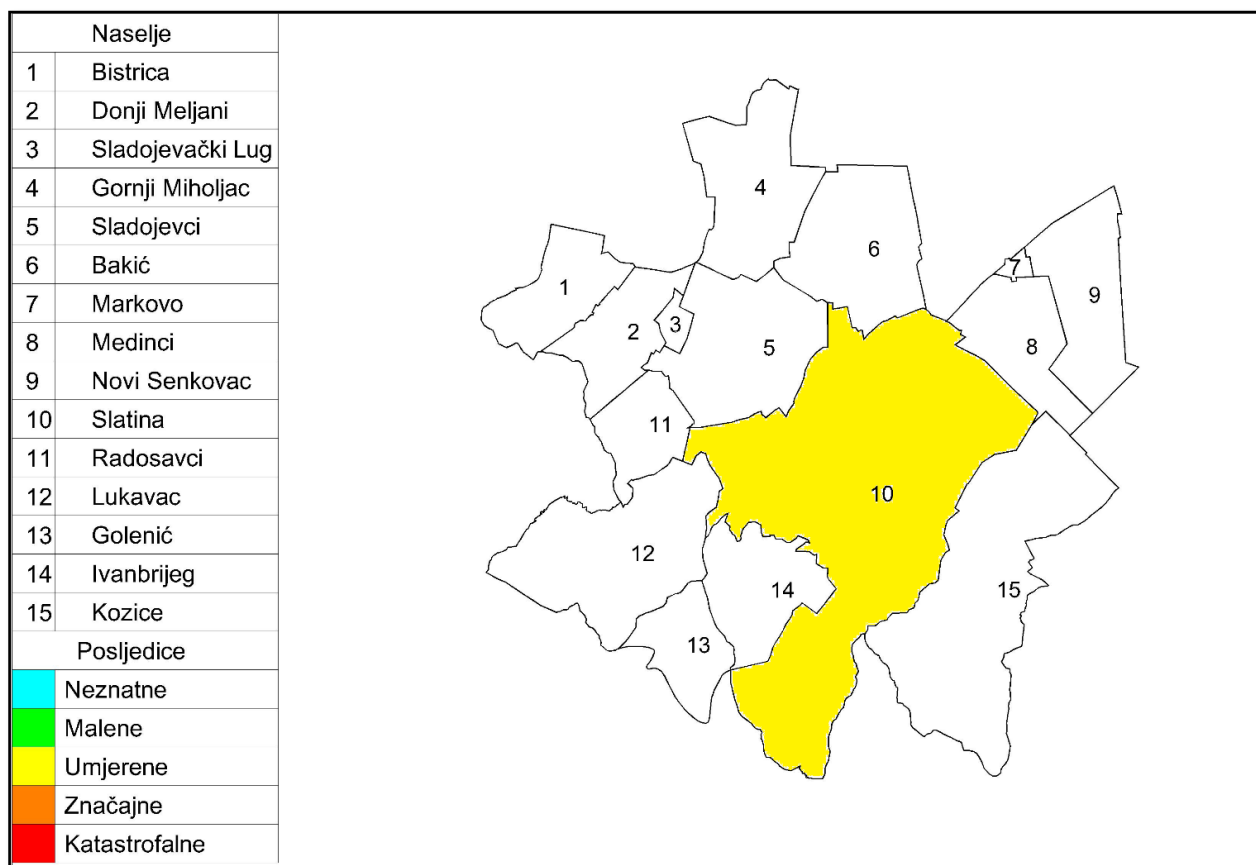 Naselje
1 Bistrica
2 Donji Meljani
3 Sladojevački Lug
4 Gornji Miholjac
5 Sladojevci
6 Bakić
7 Markovo
8 Medinci
9 Novi Senkovac
10 Slatina
11 Radosavci
12 Lukavac
13 Golenić
14 Ivanbrijeg
15 Kozice
Posljedice
Neznatne
Malene
Umjerene
Značajne
Katastrofalne
4
6
7
1
9
3
2
5
8
11
10
12
14
15
13